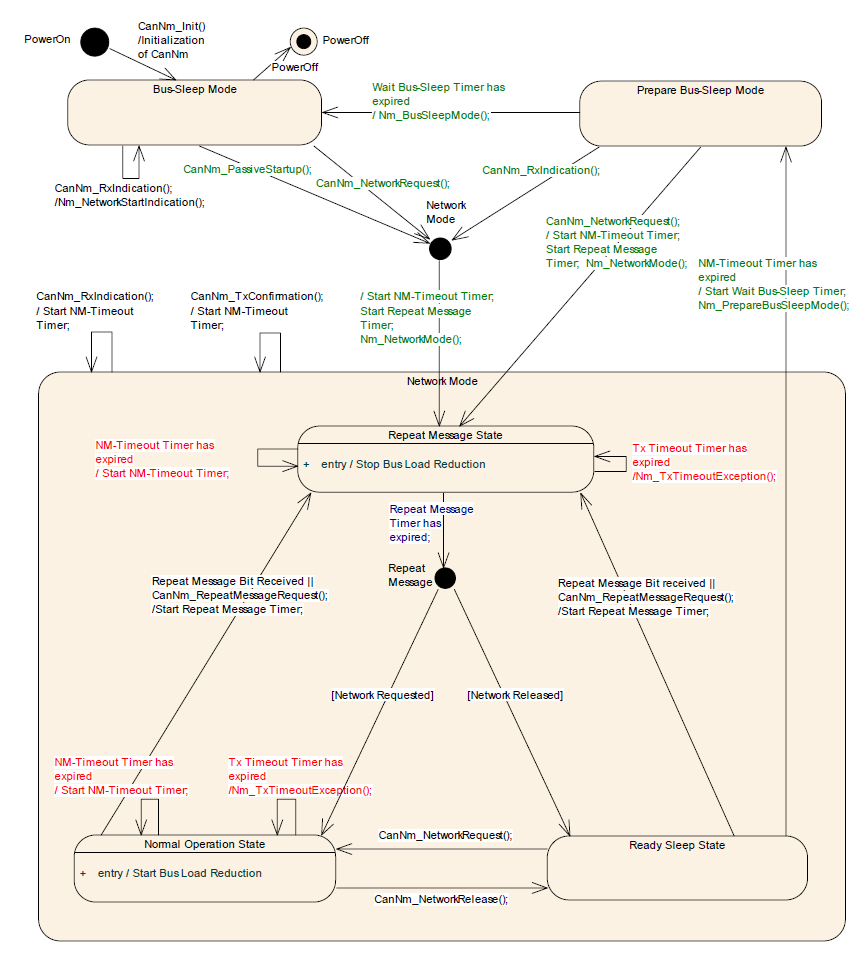 CanNm_Init()
/Initialization
of CanNm
PowerOn
PowerOff
PowerOff
Bus-Sleep Mode
Prepare Bus-Sleep Mode
Wait Bus-Sleep Timer has
expired
/ Nm_BusSleepMode();
CanNm_PassiveStartup();
CanNm_NetworkRequest();
CanNm_RxIndication();
CanNm_RxIndication();
/Nm_NetworkStartIndication();
Network
Mode
CanNm_NetworkRequest();
/ Start NM-Timeout Timer;
Start Repeat Message
Timer; Nm_NetworkMode();
NM-Timeout Timer has
expired
/ Start Wait Bus-Sleep Timer;
Nm_PrepareBusSleepMode();
CanNm_RxIndication();
/ Start NM-Timeout
Timer;
CanNm_TxConfirmation();
/ Start NM-Timeout
Timer;
/ Start NM-Timeout Timer;
Start Repeat Message
Timer;
Nm_NetworkMode();
Network Mode
Repeat Message State
+ entry / Stop Bus Load Reduction
NM-Timeout Timer has
expired
/ Start NM-Timeout Timer;
Tx Timeout Timer has
expired
/Nm_TxTimeoutException();
Repeat Message
Timer has
expired;
Repeat
Message
Repeat Message Bit Received ||
CanNm_RepeatMessageRequest();
/Start Repeat Message Timer;
Repeat Message Bit received ||
CanNm_RepeatMessageRequest();
/Start Repeat Message Timer;
[Network Requested]
[Network Released]
NM-Timeout Timer has
expired
/ Start NM-Timeout Timer;
Tx Timeout Timer has
expired
/Nm_TxTimeoutException();
Normal Operation State
+ entry / Start Bus Load Reduction
CanNm_NetworkRequest();
CanNm_NetworkRelease();
Ready Sleep State